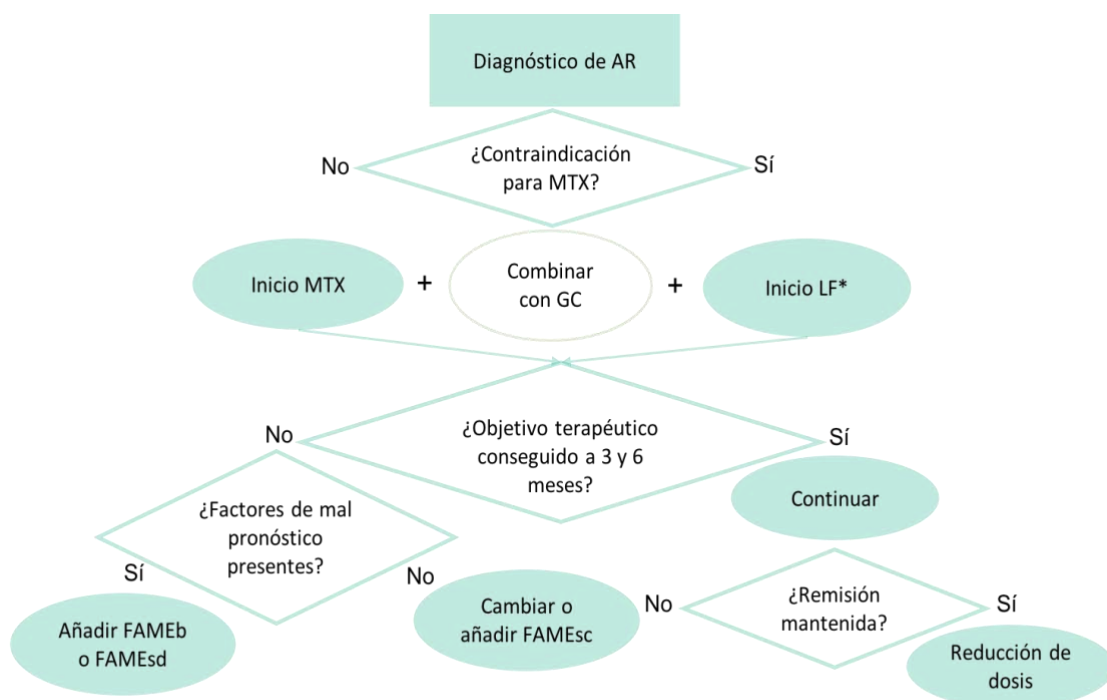 Diagnóstico de AR
¿Contraindicación
para MTX?
No
Sí
Inicio MTX
+
Combinar
con GC
+
Inicio LF*
¿Objetivo terapéutico
conseguido a 3 y 6
meses?
No
Sí
¿Factores de mal
pronóstico
presentes?
Sí
No
Continuar
Añadir FAMEb
o FAMEsd
Cambiar o
añadir FAMEsc
¿Remisión
mantenida?
No
Sí
Reducción de
dosis